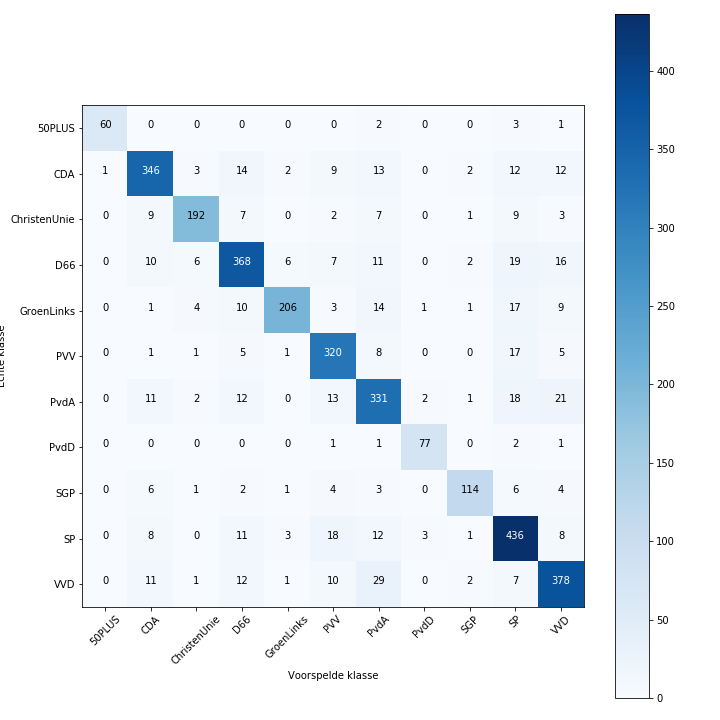 400
350
300
250
200
150
100
50
0
50PLUS 60 0 0 0 0 0 2 0 0 3 1
CDA 1 346 3 14 2 9 13 0 2 12 12
ChristenUnie 0 9 192 7 0 2 7 0 1 9 3
D66 0 10 6 368 6 7 11 0 2 19 16
GroenLinks 0 1 4 10 206 3 14 1 1 17 9
PVV 0 1 1 5 1 320 8 0 0 17 5
PvdA 0 11 2 12 0 13 331 2 1 18 21
PvdD 0 0 0 0 0 1 1 77 0 2 1
SGP 0 6 1 2 1 4 3 0 114 6 4
SP 0 8 0 11 3 18 12 3 1 436 8
VVD 0 11 1 12 1 10 29 0 2 7 378
50PLUS CDA ChristenUnie D66 GroenLinks PVV PvdA PvdD SGP SP VVD
Voorspelde klasse